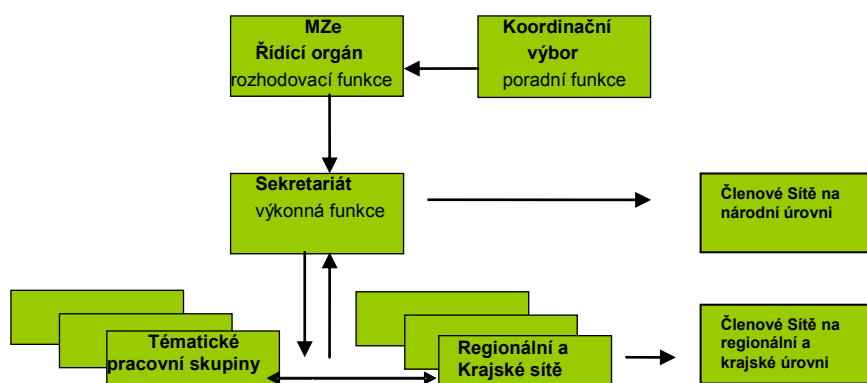 MZe
Řídící orgán
rozhodovací funkce
Koordinační
výbor
poradní funkce
Sekretariát
výkonná funkce
Členové Sítě na
národní úrovni
Tématické
pracovní skupiny
Regionální a
Krajské sítě
Členové Sítě na
regionální a
krajské úrovni